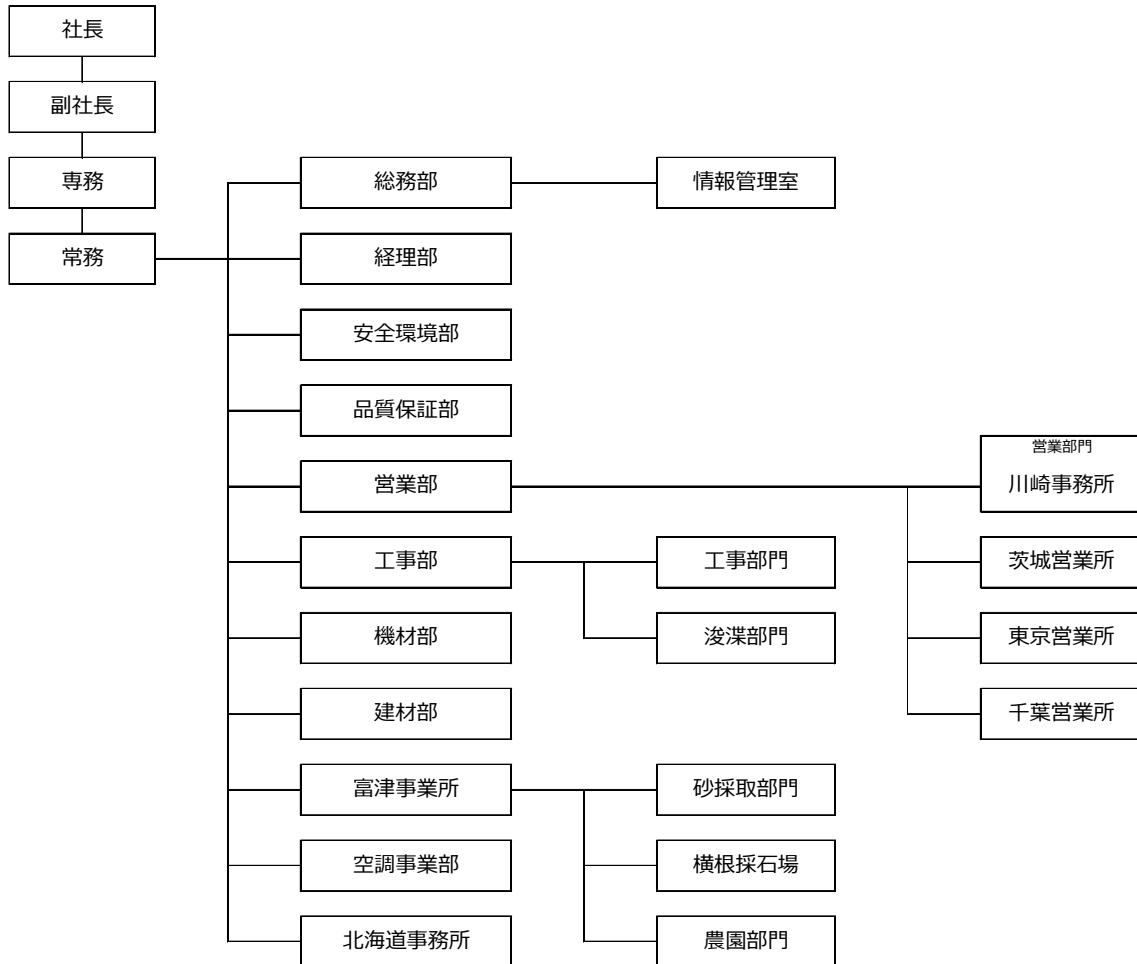 社長
副社長
専務
総務部
情報管理室
常務
経理部
安全環境部
品質保証部
営業部
営業部門
川崎事務所
工事部
工事部門
茨城営業所
機材部
浚渫部門
東京営業所
建材部
千葉営業所
富津事業所
砂採取部門
空調事業部
横根採石場
北海道事務所
農園部門